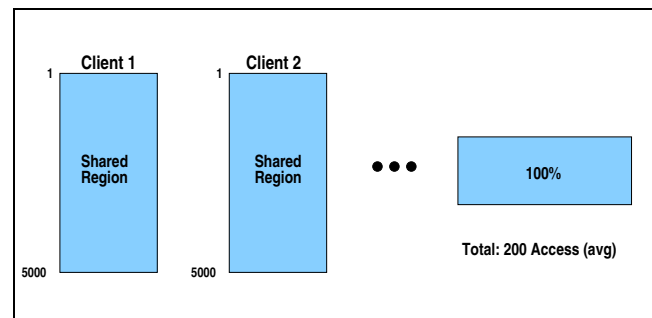 Client 1
Client 2
1
1
Shared
Region
Shared
Region
100%
5000
5000
Total: 200 Access (avg)